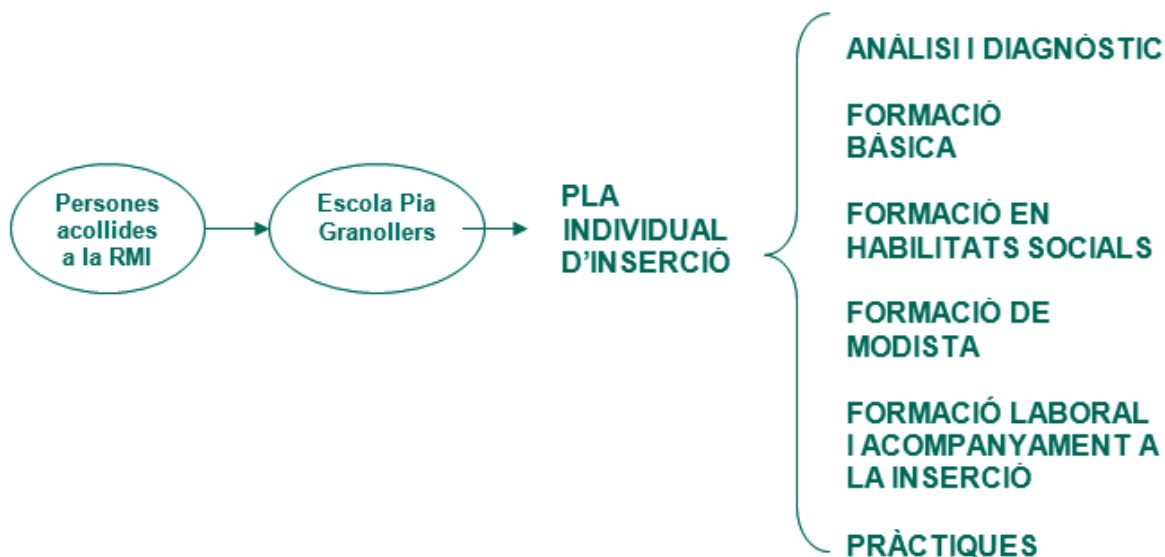 Persones
acollides
a la RMI
Escola Pia
Granollers
PLA
INDIVIDUAL
D'INSERCIÓ
ANÀLISI I DIAGNÒSTIC
FORMACIÓ
BÀSICA
FORMACIÓ EN
HABILITATS SOCIALS
FORMACIÓ DE
MODISTA
FORMACIÓ LABORAL
I ACOMPANYAMENT A
LA INSERCIÓ
PRÀCTIQUES